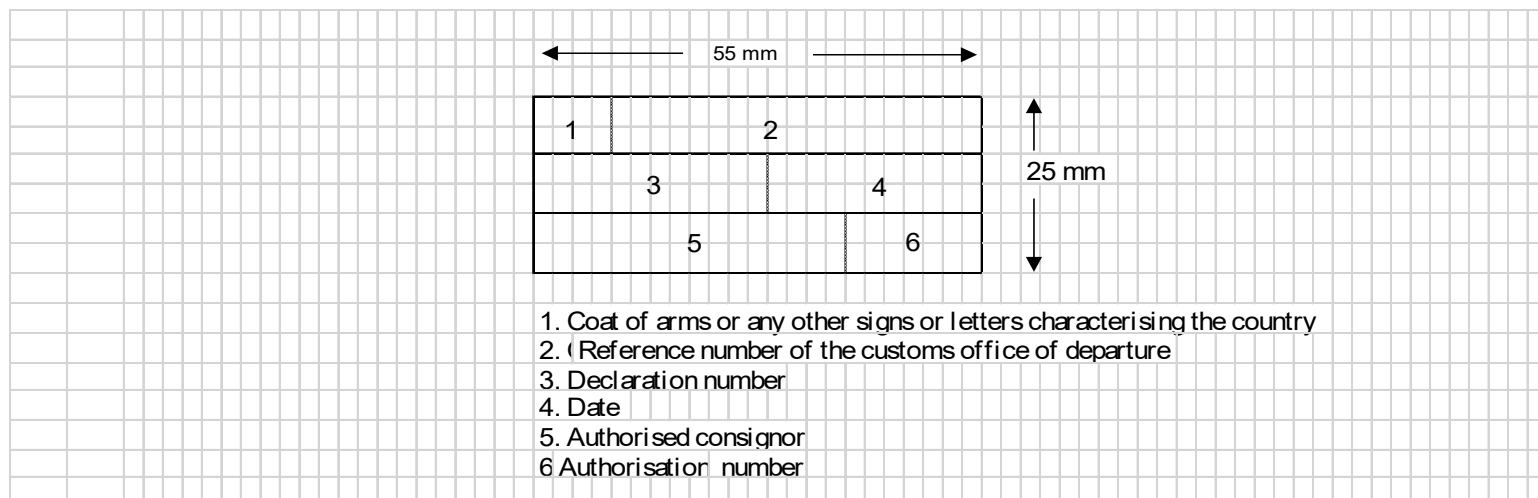 55 mm
1 2
25 mm
3 4
5 6
1. Coat of arms or any other signs or letters characterising the country
2. (Reference number of the customs office of departure
3. Declaration number
4. Date
5. Authorised consignor
6 Authorisation number